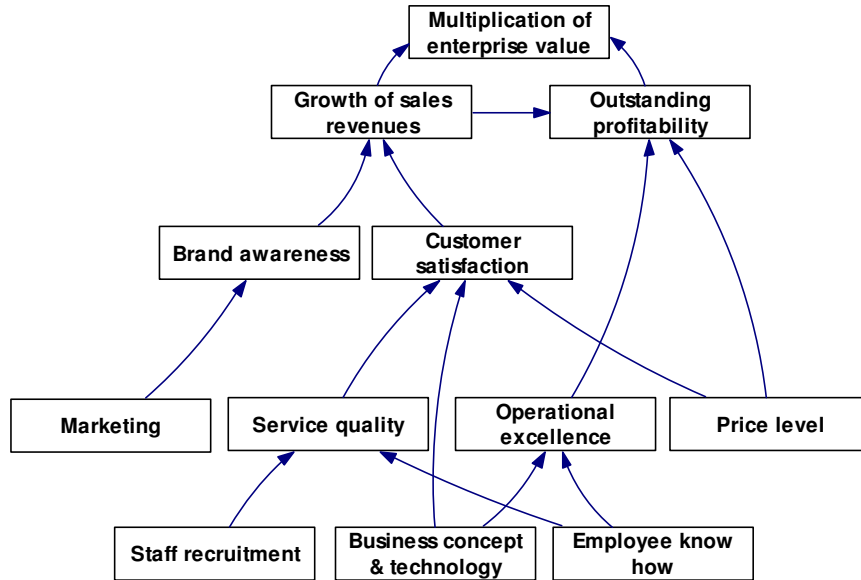 Multiplication of
enterprise value
Growth of sales
revenues
Outstanding
profitability
Brand awareness
Customer
satisfaction
Marketing
Service quality
Operational
excellence
Price level
Staff recruitment
Business concept
& technology
Employee know
how